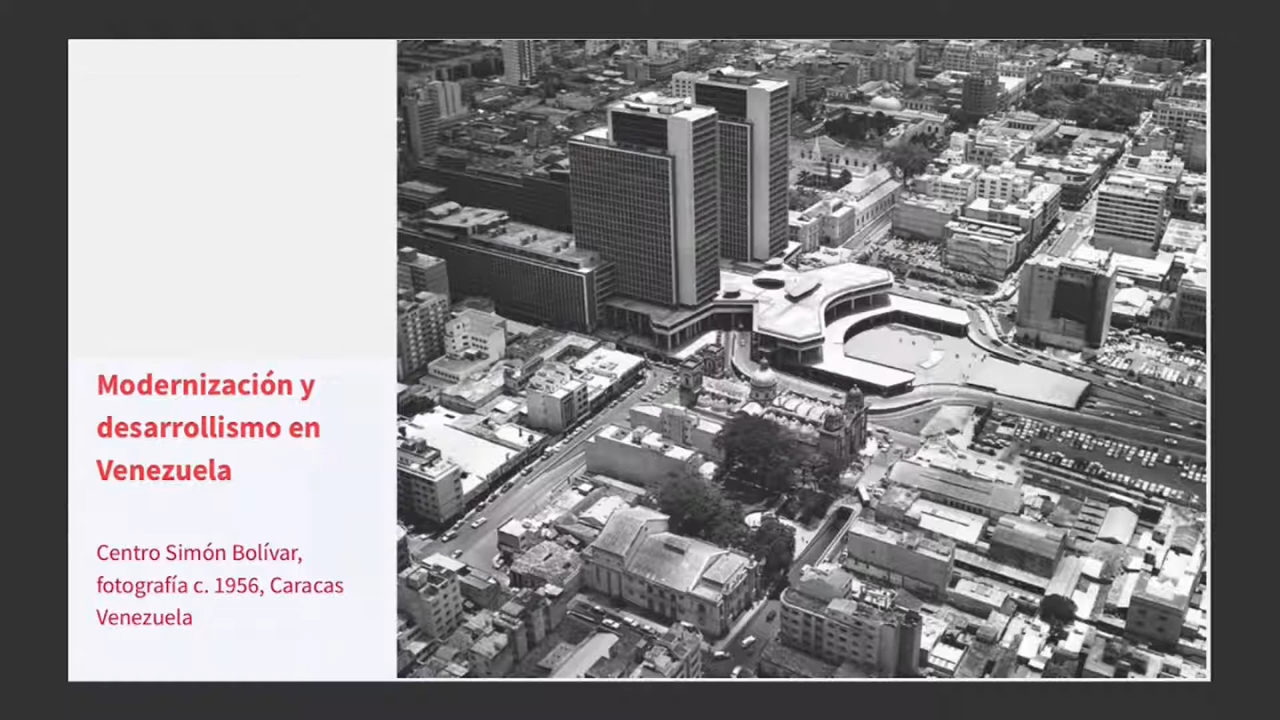 Modernización y
desarrollismo en
Venezuela
Centro Simón Bolívar,
fotografía c. 1956, Caracas
Venezuela